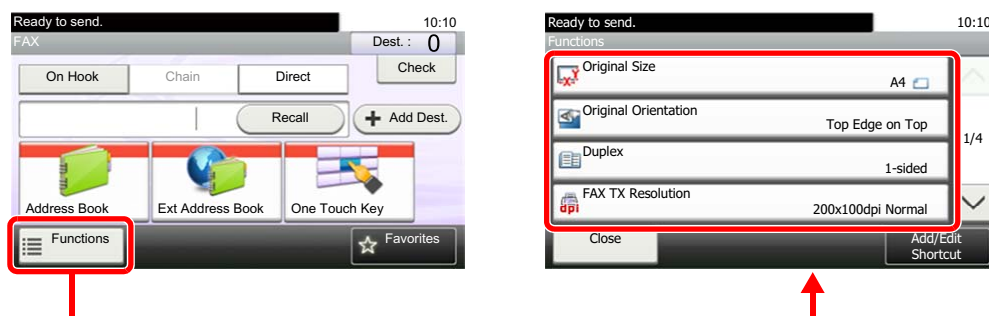 Ready to send. 10:10
FAX Dest. : 0
On Hook Chain Direct Check
Recall Add Dest.
Address Book Ext Address Book One Touch Key
Functions Favorites
Ready to send. 10:10
Functions
Original Size
A4
Original Orientation
Top Edge on Top
1/4
Duplex
1-sided
FAX TX Resolution
dpi
200x100dpi Normal
Close Add/Edit
Shortcut